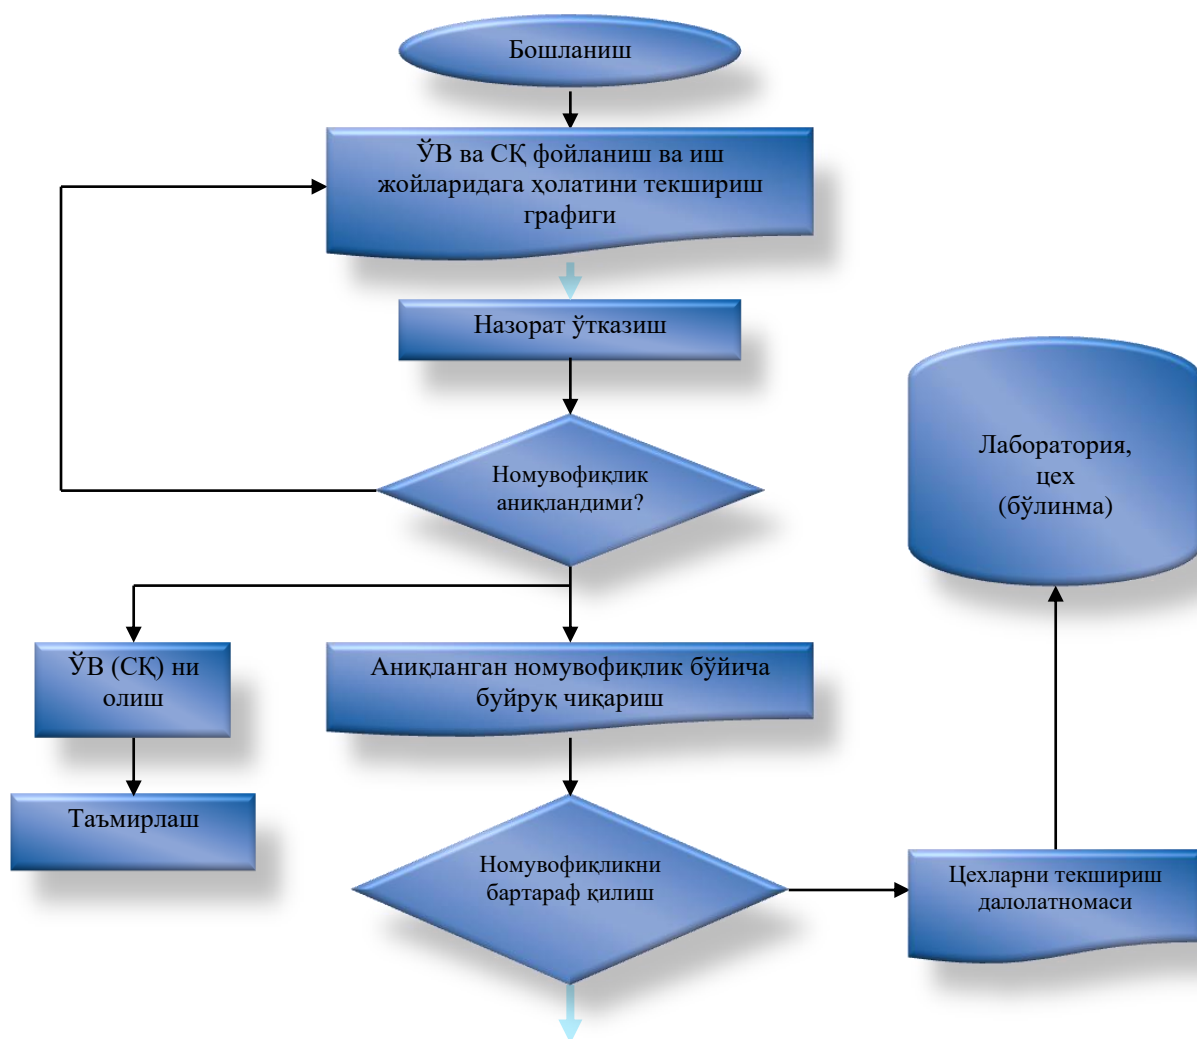 Бошланиш
ЎВ ва СҚ фойланиш ва иш
жойларидага ҳолатини текшириш
графиги
Назорат ўтказиш
Номувофиқлик
аниқландими?
Лаборатория,
цех
(бўлинма)
ЎВ (СҚ) ни
олиш
Аниқланган номувофиқлик бўйича
буйруқ чиқариш
Таъмирлаш
Номувофиқликни
бартараф қилиш
Цехларни текшириш
далолатномаси